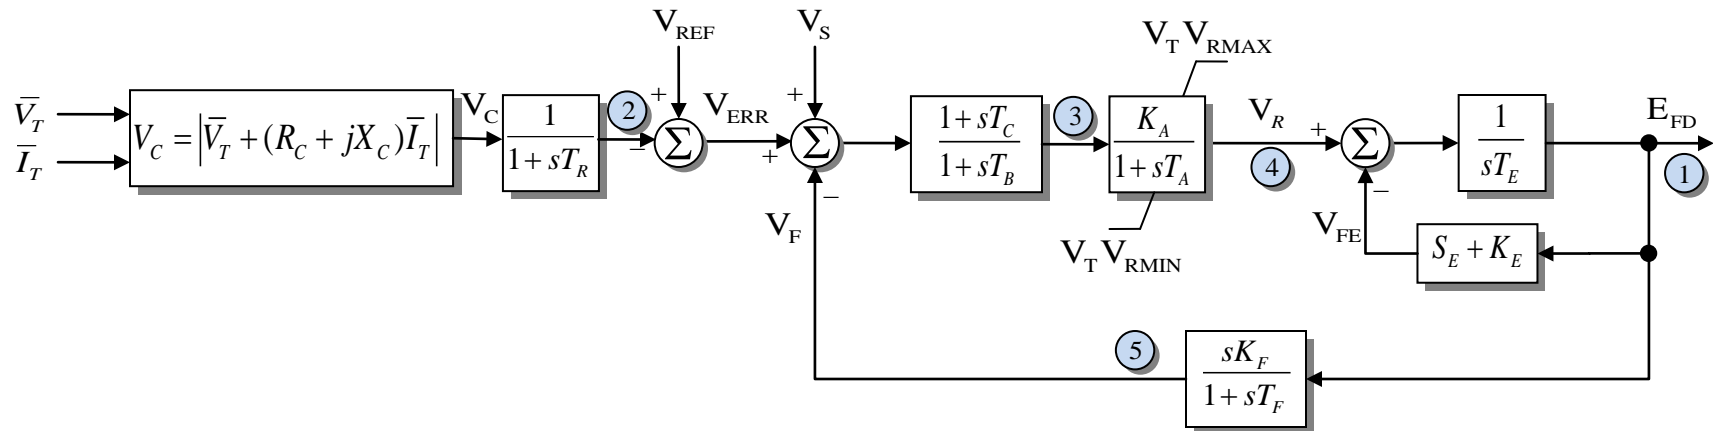 V_REF
V_S
V_T V_RMAX
V̅_T
I̅_T
V_C = |V̅_T + (R_C + jX_C) I̅_T|
V_C
1
1 + sT_R
2
+
−
Σ
V_ERR
+
+
−
Σ
1 + sT_C
1 + sT_B
3
K_A
1 + sT_A
V_R
4
+
−
Σ
1
sT_E
E_FD
1
V_F
V_T V_RMIN
V_FE
S_E + K_E
5
sK_F
1 + sT_F